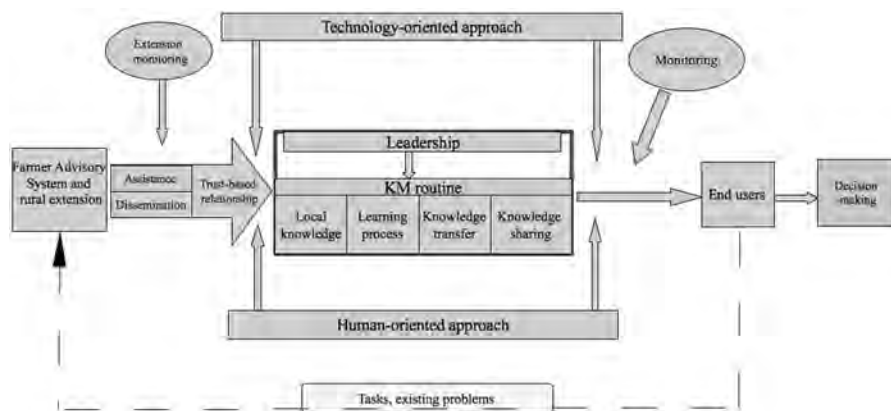 Technology-oriented approach
Extension
monitoring
Monitoring
Leadership
Farmer Advisory
System and
rural extension
Assistance
Dissemination
Trust-based
relationship
KM routine
Local
knowledge
Learning
process
Knowledge
transfer
Knowledge
sharing
End users
Decision
-making
Human-oriented approach
Tasks, existing problems